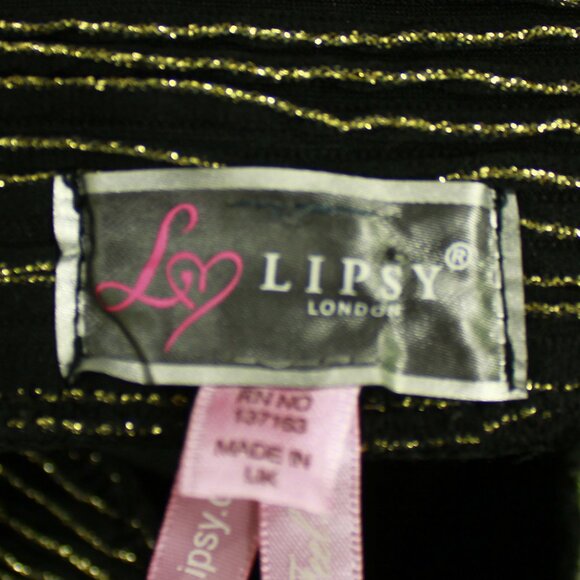 LIPSY®
LONDON
RN NO
137163
MADE IN
UK
lipsy.c